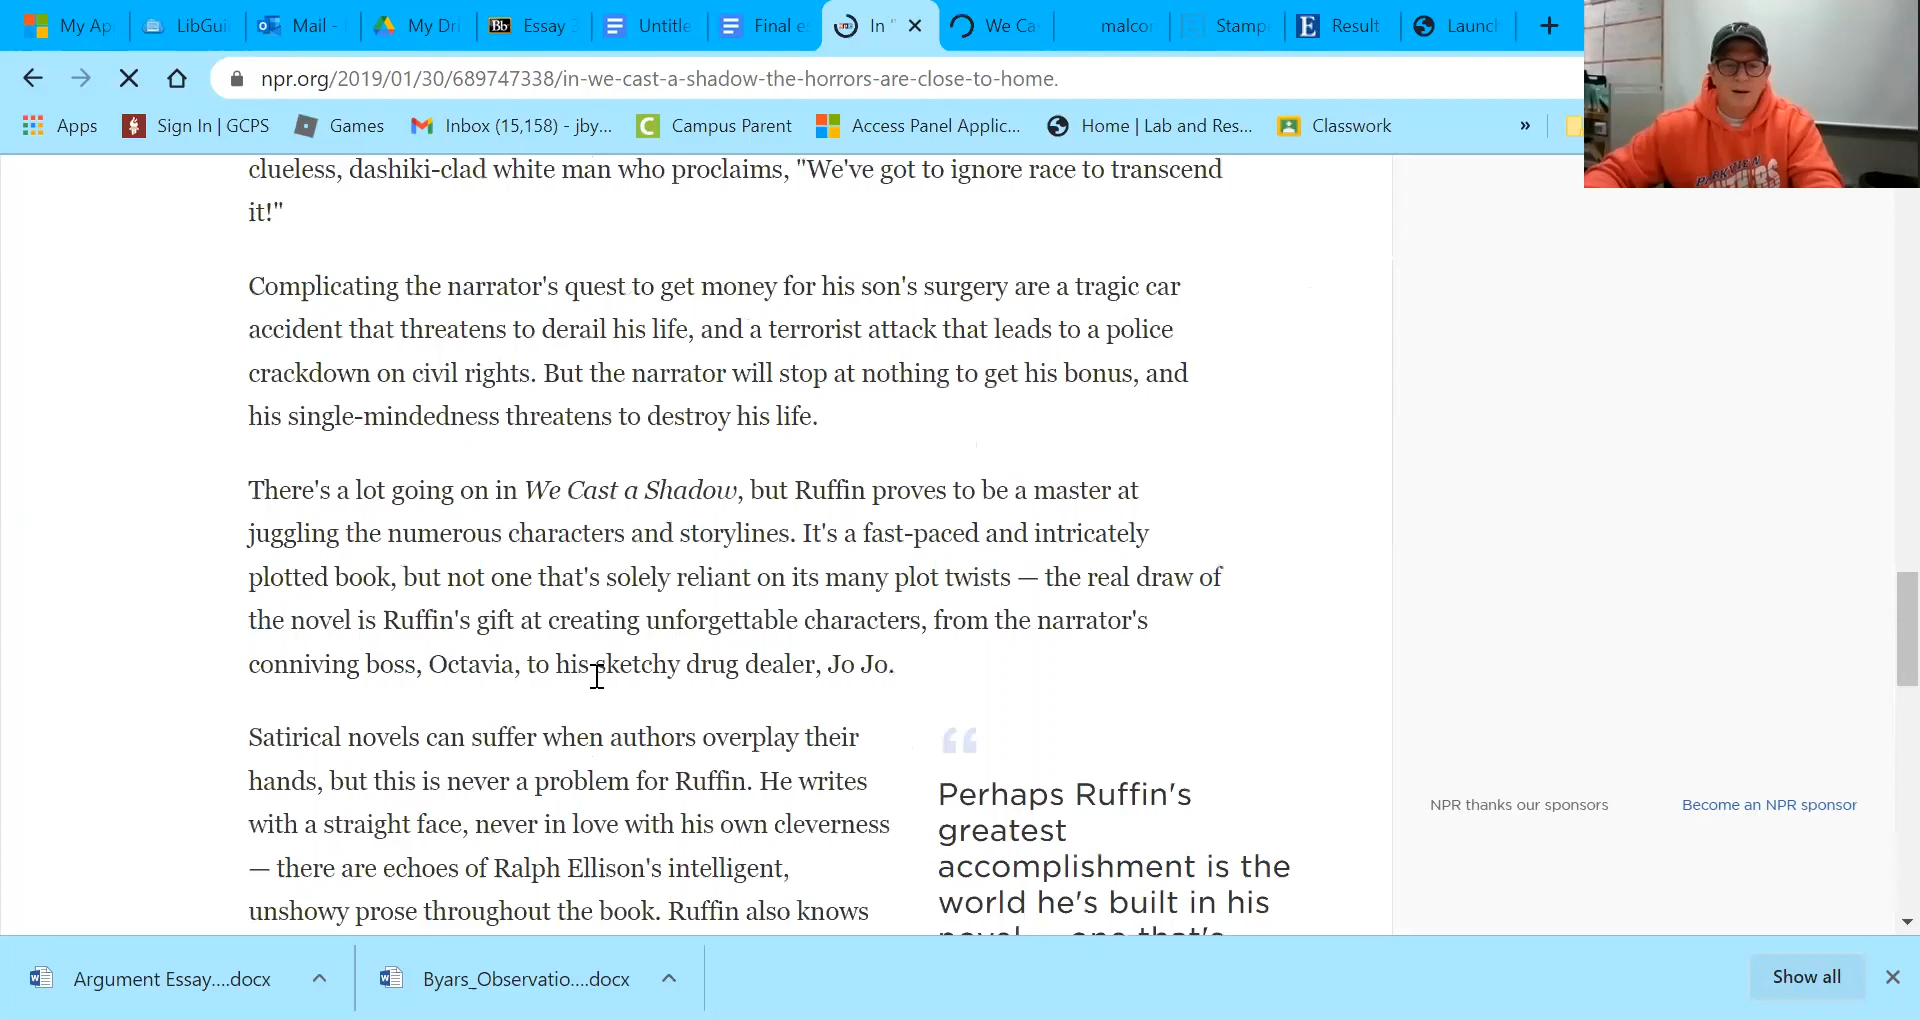 My Ap
LibGui
Mail -
My Dri
Bb Essay 3
Untitle
Final es
In "
We Ca
malcor
Stampe
E Result
Launch
npr.org/2019/01/30/689747338/in-we-cast-a-shadow-the-horrors-are-close-to-home.
Apps
Sign In | GCPS
Games
Inbox (15,158) - jby...
Campus Parent
Access Panel Applic...
Home | Lab and Res...
Classwork
»
PARKVIEW
clueless, dashiki-clad white man who proclaims, "We've got to ignore race to transcend
it!"
Complicating the narrator's quest to get money for his son's surgery are a tragic car
accident that threatens to derail his life, and a terrorist attack that leads to a police
crackdown on civil rights. But the narrator will stop at nothing to get his bonus, and
his single-mindedness threatens to destroy his life.
There's a lot going on in We Cast a Shadow, but Ruffin proves to be a master at
juggling the numerous characters and storylines. It's a fast-paced and intricately
plotted book, but not one that's solely reliant on its many plot twists — the real draw of
the novel is Ruffin's gift at creating unforgettable characters, from the narrator's
conniving boss, Octavia, to his sketchy drug dealer, Jo Jo.
Satirical novels can suffer when authors overplay their
hands, but this is never a problem for Ruffin. He writes
with a straight face, never in love with his own cleverness
— there are echoes of Ralph Ellison's intelligent,
unshowy prose throughout the book. Ruffin also knows
“
Perhaps Ruffin's
greatest
accomplishment is the
world he's built in his
novel — one that's
NPR thanks our sponsors
Become an NPR sponsor
Argument Essay....docx
Byars_Observatio....docx
Show all